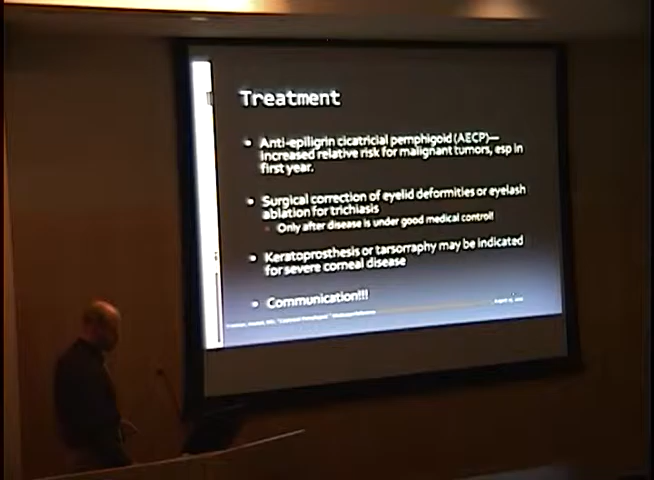 Treatment
• Anti-epiligrin cicatricial pemphigoid (AECP)—
increased relative risk for malignant tumors, esp in
first year.
• Surgical correction of eyelid deformities or eyelash
ablation for trichiasis
• Only after disease is under good medical control!
• Keratoprosthesis or tarsorraphy may be indicated
for severe corneal disease
• Communication!!!